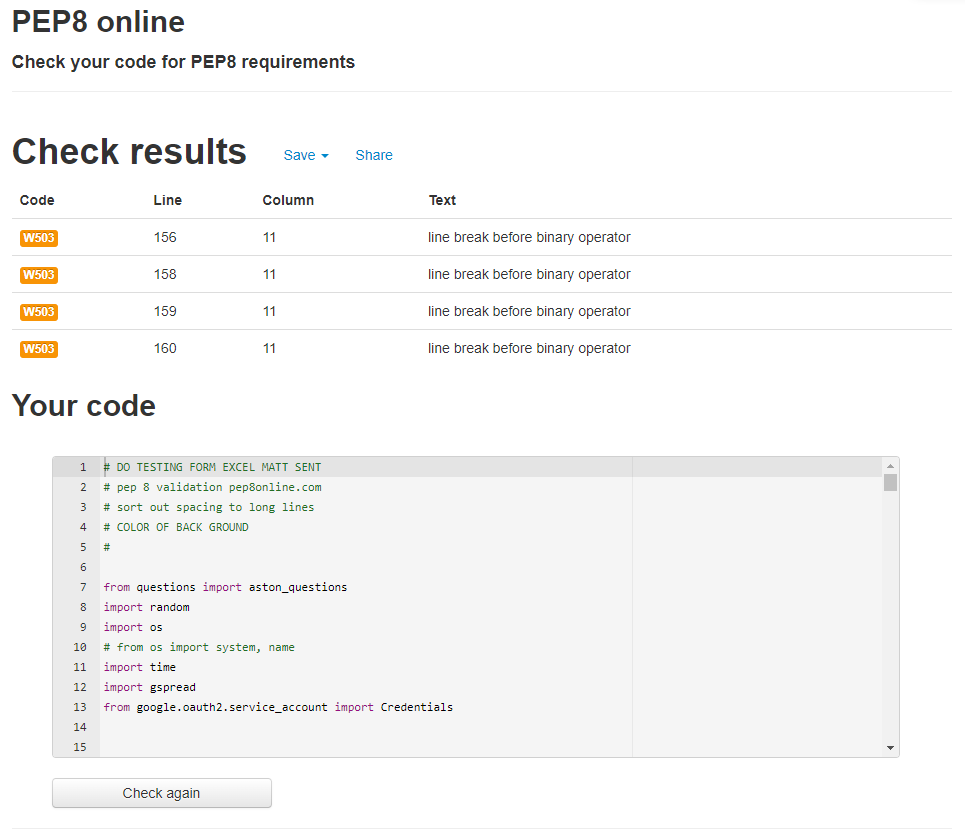 PEP8 online
Check your code for PEP8 requirements
Check results Save Share
Code Line Column Text
W503 156 11 line break before binary operator
W503 158 11 line break before binary operator
W503 159 11 line break before binary operator
W503 160 11 line break before binary operator
Your code
1 # DO TESTING FORM EXCEL MATT SENT
2 # pep 8 validation pep8online.com
3 # sort out spacing to long lines
4 # COLOR OF BACK GROUND
5 #
6
7 from questions import aston_questions
8 import random
9 import os
10 # from os import system, name
11 import time
12 import gspread
13 from google.oauth2.service_account import Credentials
14
15
Check again